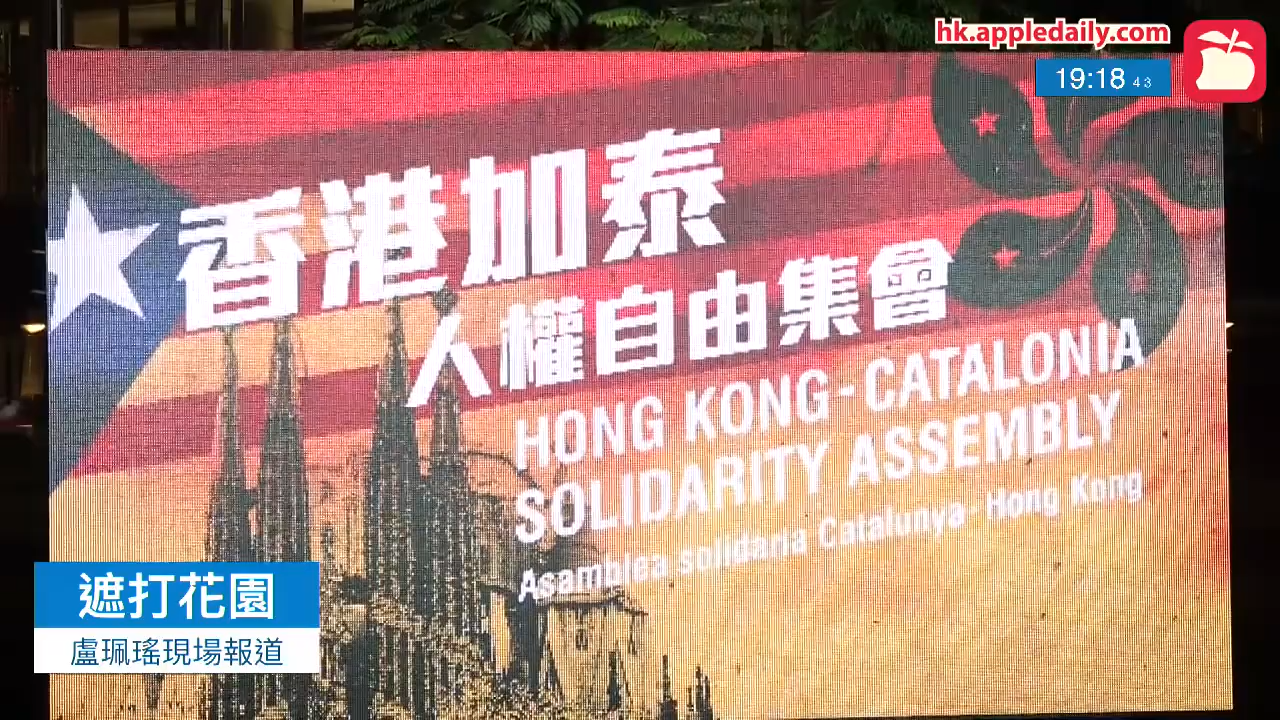 hk.appledaily.com
19:18 43
香港加泰
人權自由集會
HONG KONG-CATALONIA
SOLIDARITY ASSEMBLY
Asamblea solidaria Catalunya-Hong Kong
遮打花園
盧珮瑤現場報道